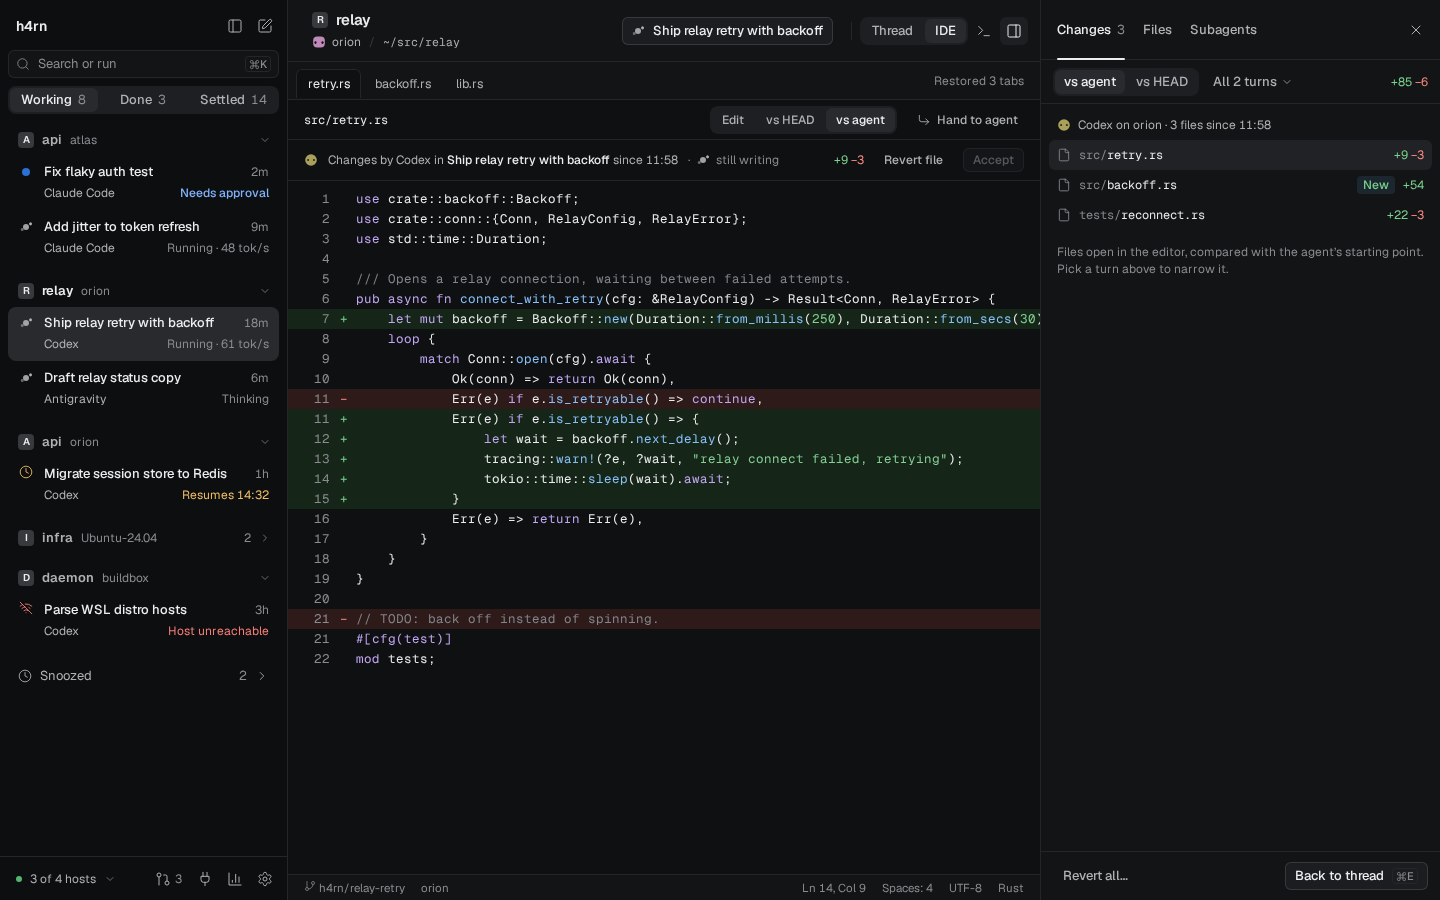 h4rn
Search or run ⌘K
Working 8 Done 3 Settled 14
A api atlas
Fix flaky auth test 2m
Claude Code Needs approval
Add jitter to token refresh 9m
Claude Code Running · 48 tok/s
R relay orion
Ship relay retry with backoff 18m
Codex Running · 61 tok/s
Draft relay status copy 6m
Antigravity Thinking
A api orion
Migrate session store to Redis 1h
Codex Resumes 14:32
I infra Ubuntu-24.04 2
D daemon buildbox
Parse WSL distro hosts 3h
Codex Host unreachable
Snoozed 2
3 of 4 hosts 3
R relay
orion / ~/src/relay
Ship relay retry with backoff Thread IDE
retry.rs backoff.rs lib.rs Restored 3 tabs
src/retry.rs Edit vs HEAD vs agent Hand to agent
Changes by Codex in Ship relay retry with backoff since 11:58 · still writing +9 −3 Revert file Accept
1 use crate::backoff::Backoff;
2 use crate::conn::{Conn, RelayConfig, RelayError};
3 use std::time::Duration;
4
5 /// Opens a relay connection, waiting between failed attempts.
6 pub async fn connect_with_retry(cfg: &RelayConfig) -> Result<Conn, RelayError> {
7 + let mut backoff = Backoff::new(Duration::from_millis(250), Duration::from_secs(30)
8 loop {
9 match Conn::open(cfg).await {
10 Ok(conn) => return Ok(conn),
11 − Err(e) if e.is_retryable() => continue,
11 + Err(e) if e.is_retryable() => {
12 + let wait = backoff.next_delay();
13 + tracing::warn!(?e, ?wait, "relay connect failed, retrying");
14 + tokio::time::sleep(wait).await;
15 + }
16 Err(e) => return Err(e),
17 }
18 }
19 }
20
21 − // TODO: back off instead of spinning.
21 #[cfg(test)]
22 mod tests;
h4rn/relay-retry orion Ln 14, Col 9 Spaces: 4 UTF-8 Rust
Changes 3 Files Subagents
vs agent vs HEAD All 2 turns +85 −6
Codex on orion · 3 files since 11:58
src/retry.rs +9 −3
src/backoff.rs New +54
tests/reconnect.rs +22 −3
Files open in the editor, compared with the agent's starting point.
Pick a turn above to narrow it.
Revert all... Back to thread ⌘E